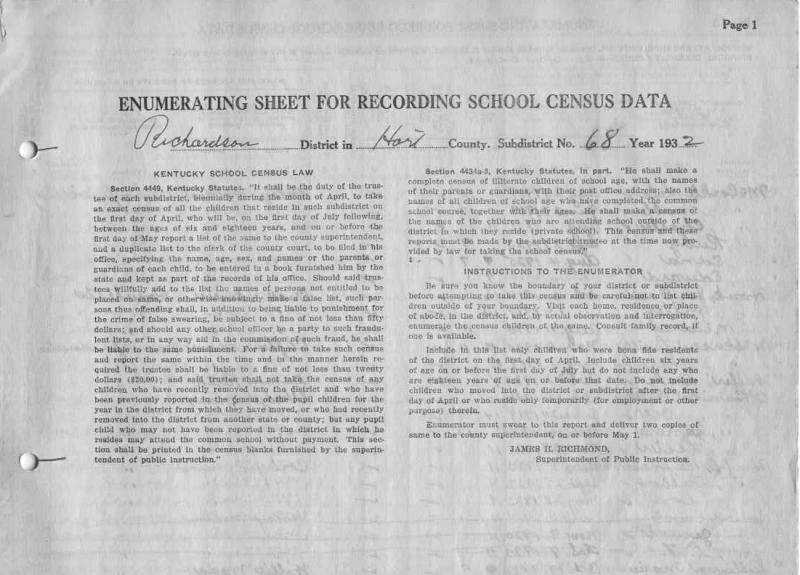 Page 1
ENUMERATING SHEET FOR RECORDING SCHOOL CENSUS DATA
Richardson District in Hart County. Subdistrict No. 68 Year 1932
KENTUCKY SCHOOL CENSUS LAW
Section 4449, Kentucky Statutes. "It shall be the duty of the trus-
tee of each subdistrict, biennially during the month of April, to take
an exact census of all the children that reside in such subdistrict on
the first day of April, who will be, on the first day of July following,
between the ages of six and eighteen years, and on or before the
first day of May report a list of the same to the county superintendent,
and a duplicate list to the clerk of the county court, to be filed in his
office, specifying the name, age, sex, and names or the parents or
guardians of each child, to be entered in a book furnished him by the
state and kept as part of the records of his office. Should said trus-
tees willfully add to the list the names of persons not entitled to be
placed on same, or otherwise knowingly make a false list, such per-
sons thus offending shall, in addition to being liable to punishment for
the crime of false swearing, be subject to a fine of not less than fifty
dollars; and should any other school officer be a party to such fraudu-
lent lists, or in any way aid in the commission of such fraud, he shall
be liable to the same punishment. For a failure to take such census
and report the same within the time and in the manner herein re-
quired the trustee shall be liable to a fine of not less than twenty
dollars ($20.00); and said trustee shall not take the census of any
children who have recently removed into the district and who have
been previously reported in the census of the pupil children for the
year in the district from which they have moved, or who had recently
removed into the district from another state or county; but any pupil
child who may not have been reported in the district in which he
resides may attend the common school without payment. This sec-
tion shall be printed in the census blanks furnished by the superin-
tendent of public instruction."
Section 4434a-3, Kentucky Statutes, in part. "He shall make a
complete census of illiterate children of school age, with the names
of their parents or guardians, with their post office address; also the
names of all children of school age who have completed the common
school course, together with their ages. He shall make a census of
the names of the children who are attending school outside of the
district in which they reside (private school). This census and these
reports must be made by the subdistrict trustee at the time now pro-
vided by law for taking the school census."
INSTRUCTIONS TO THE ENUMERATOR
Be sure you know the boundary of your district or subdistrict
before attempting to take this census and be careful not to list chil-
dren outside of your boundary. Visit each home, residence or place
of abode, in the district, and, by actual observation and interrogation,
enumerate the census children of the same. Consult family record, if
one is available.
Include in this list only children who were bona fide residents
of the district on the first day of April. Include children six years
of age on or before the first day of July but do not include any who
are eighteen years of age on or before that date. Do not include
children who moved into the district or subdistrict after the first
day of April or who reside only temporarily (for employment or other
purpose) therein.
Enumerator must swear to this report and deliver two copies of
same to the county superintendent, on or before May 1.
JAMES H. RICHMOND,
Superintendent of Public Instruction.